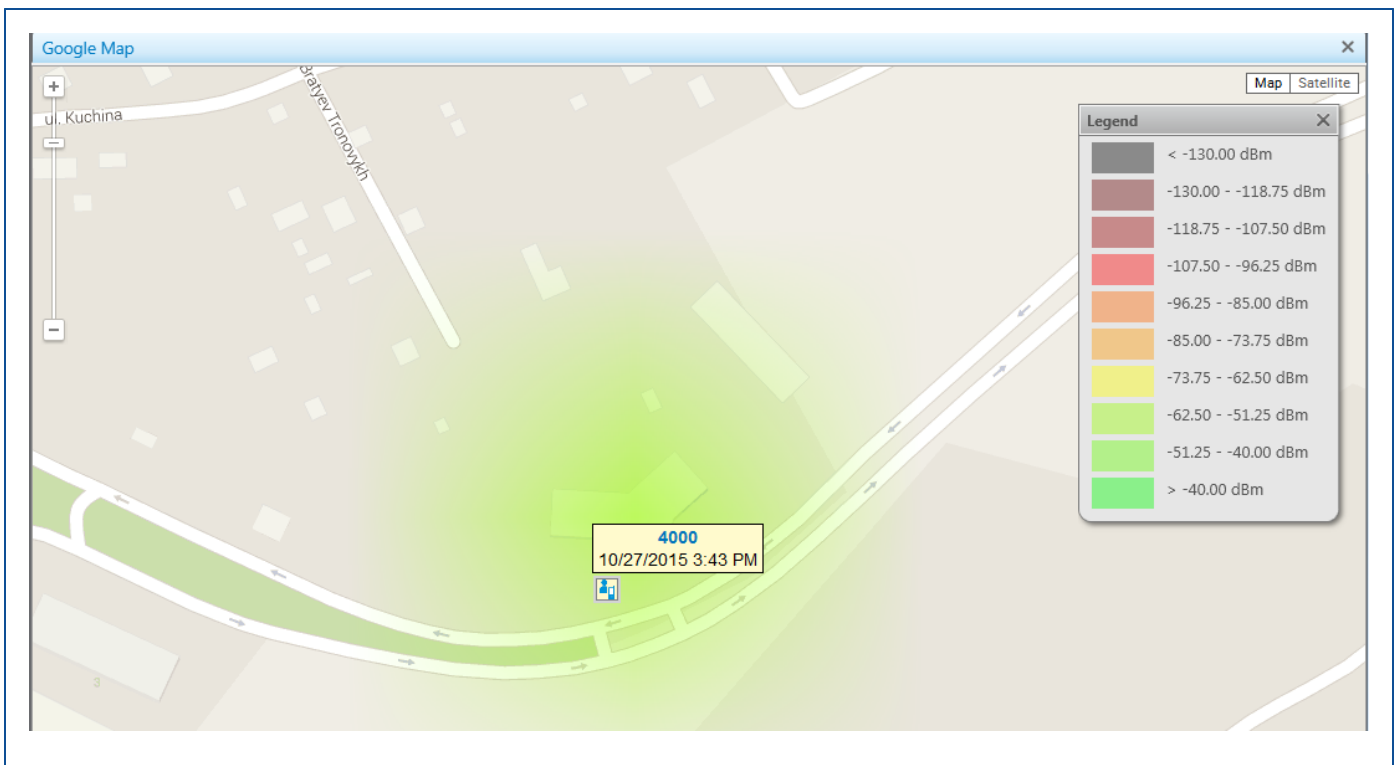 Google Map
Map Satellite
ul. Kuchina
Bratyev Tronovykh
Legend
< -130.00 dBm
-130.00 - -118.75 dBm
-118.75 - -107.50 dBm
-107.50 - -96.25 dBm
-96.25 - -85.00 dBm
-85.00 - -73.75 dBm
-73.75 - -62.50 dBm
-62.50 - -51.25 dBm
-51.25 - -40.00 dBm
> -40.00 dBm
4000
10/27/2015 3:43 PM
3